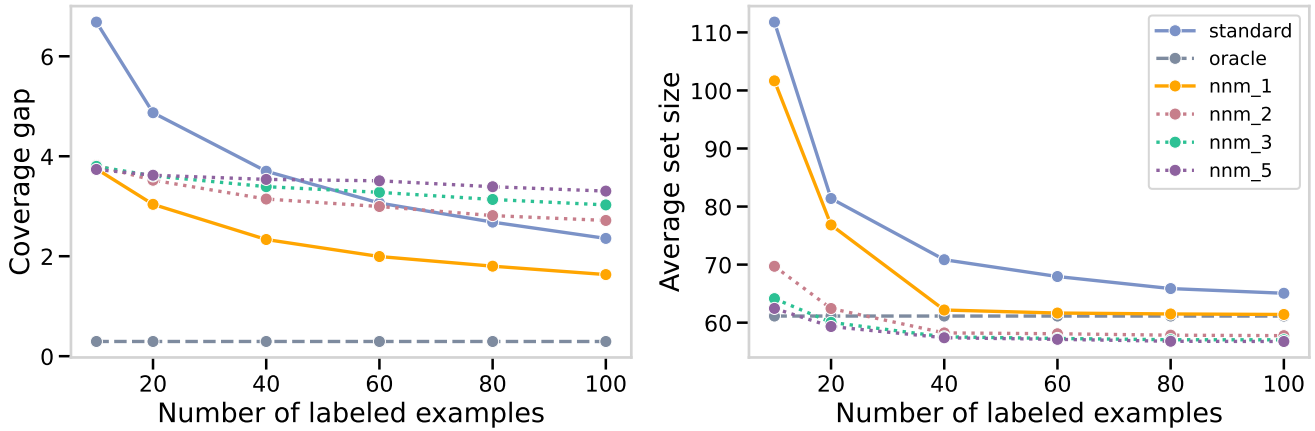 Coverage gap
6
4
2
0
20 40 60 80 100
Number of labeled examples
Average set size
110
100
90
80
70
60
20 40 60 80 100
Number of labeled examples
standard
oracle
nnm_1
nnm_2
nnm_3
nnm_5